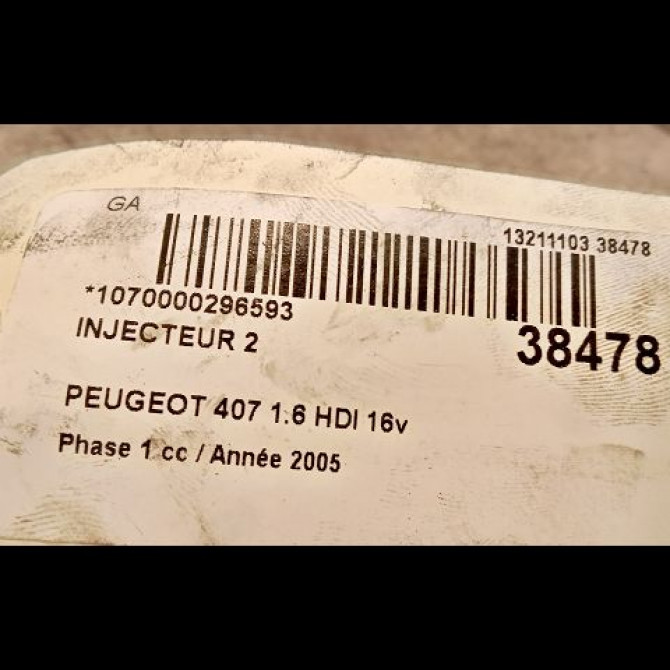 GA
13211103 38478
*1070000296593
38478
INJECTEUR 2
PEUGEOT 407 1.6 HDI 16v
Phase 1 cc / Année 2005